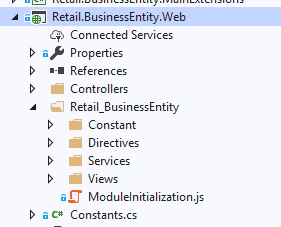 Retail.BusinessEntity.MainExtensions
Retail.BusinessEntity.Web
Connected Services
Properties
References
Controllers
Retail_BusinessEntity
Constant
Directives
Services
Views
ModuleInitialization.js
C# Constants.cs